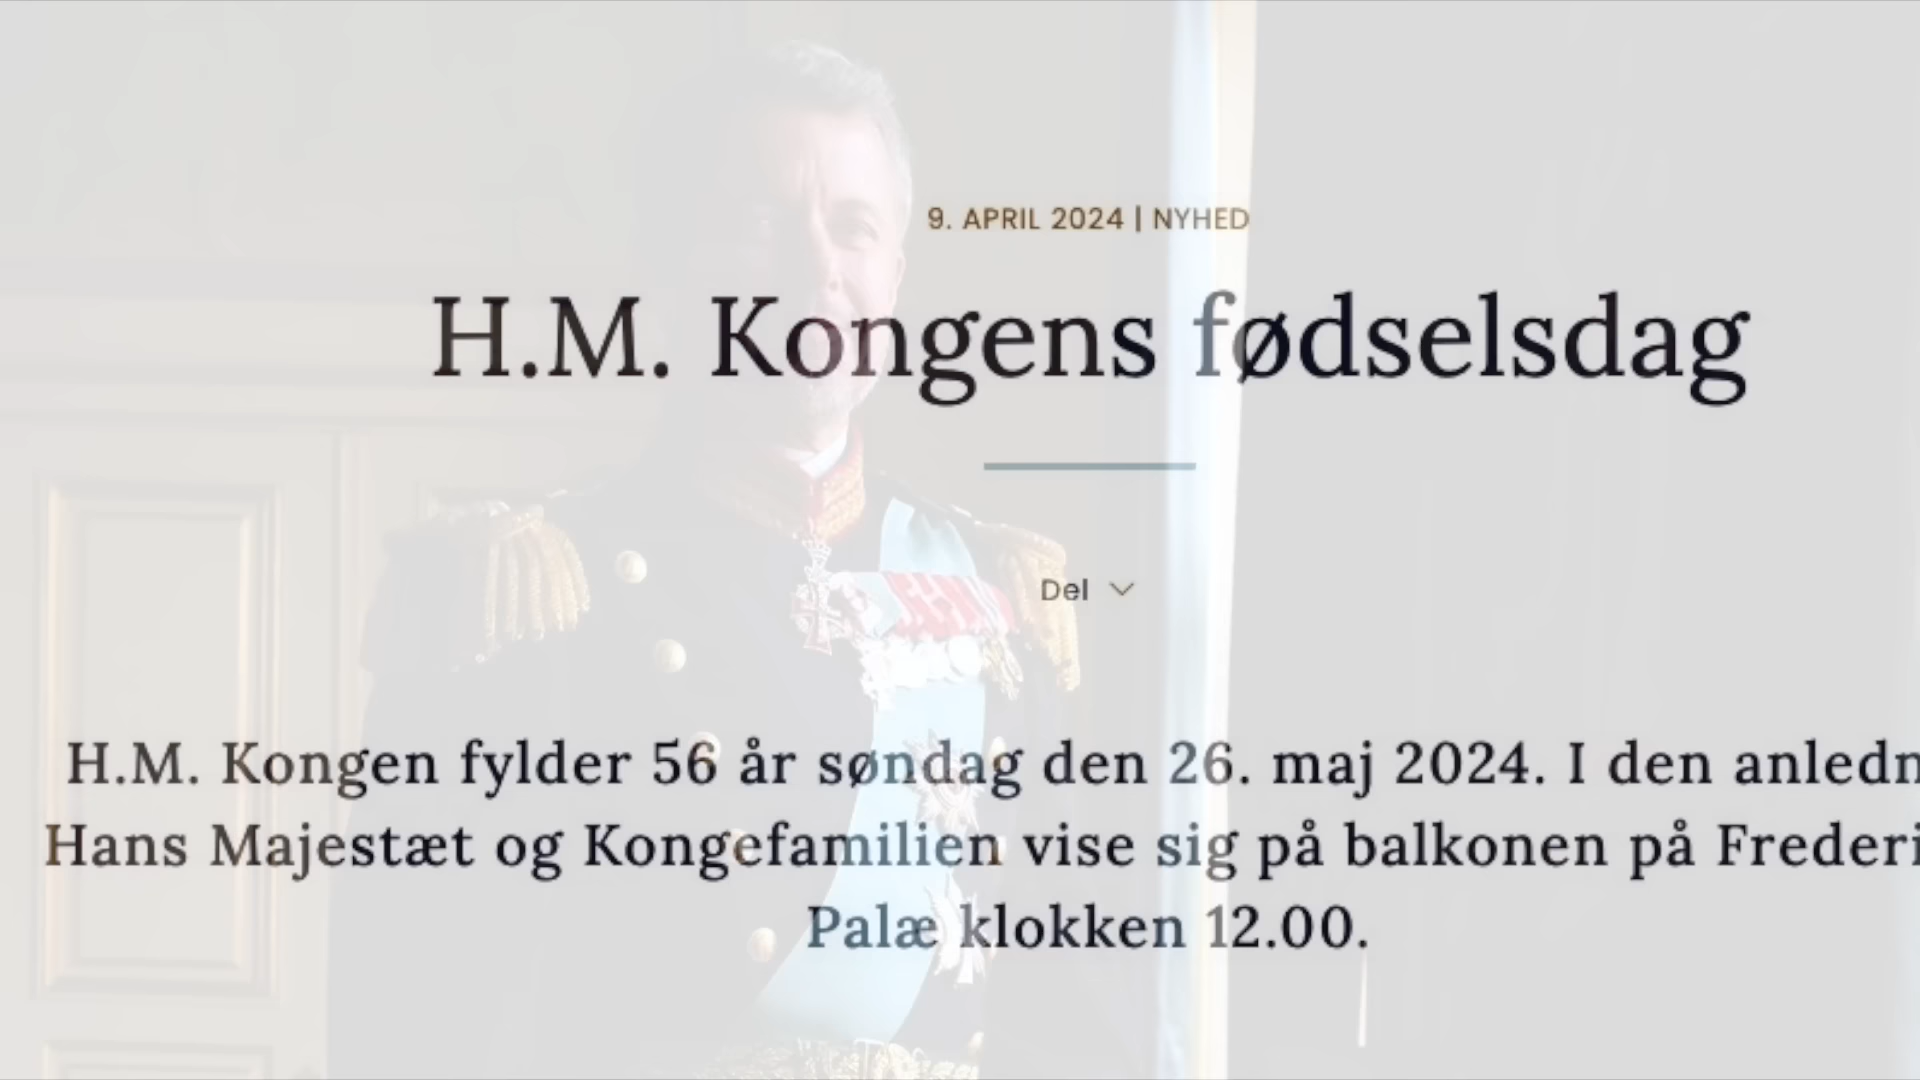 9. APRIL 2024 | NYHED
H.M. Kongens fødselsdag
Del
H.M. Kongen fylder 56 år søndag den 26. maj 2024. I den
Hans Majestæt og Kongefamilien vise sig på balkonen på
Palæ klokken 12.00.